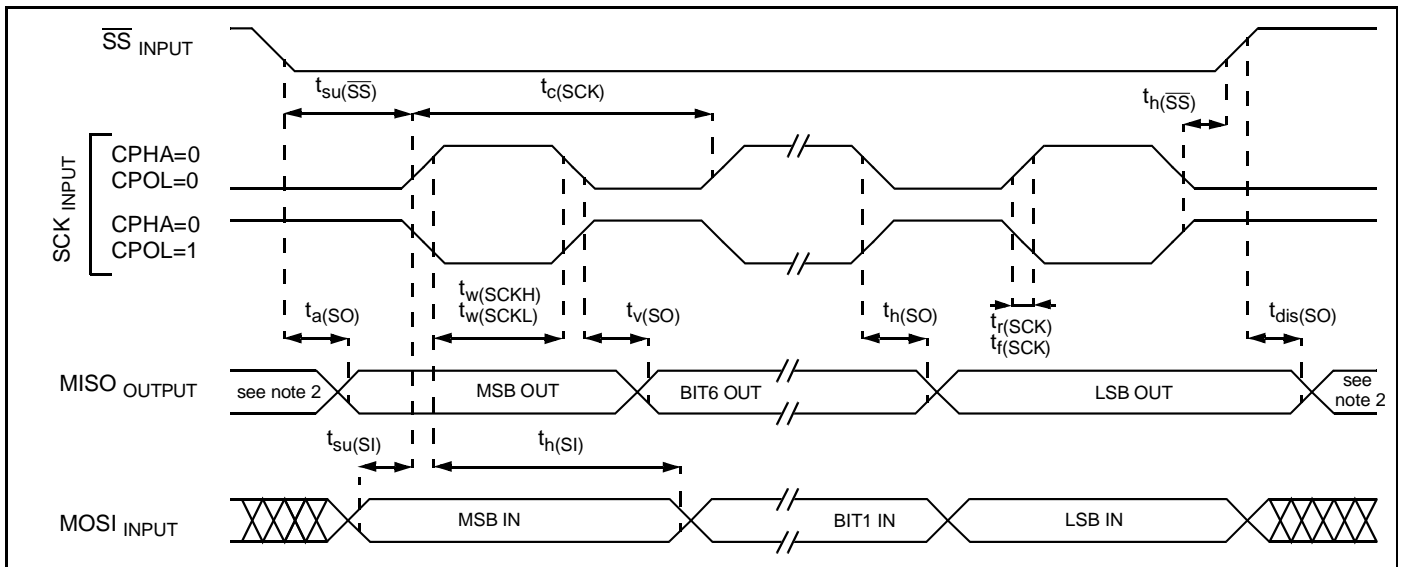 SS INPUT
tsu(SS)
tc(SCK)
th(SS)
SCK INPUT
CPHA=0
CPOL=0
CPHA=0
CPOL=1
ta(SO)
tw(SCKH)
tw(SCKL)
tv(SO)
th(SO)
tr(SCK)
tf(SCK)
tdis(SO)
MISO OUTPUT
see note 2
MSB OUT
BIT6 OUT
LSB OUT
see
note 2
tsu(SI)
th(SI)
MOSI INPUT
MSB IN
BIT1 IN
LSB IN